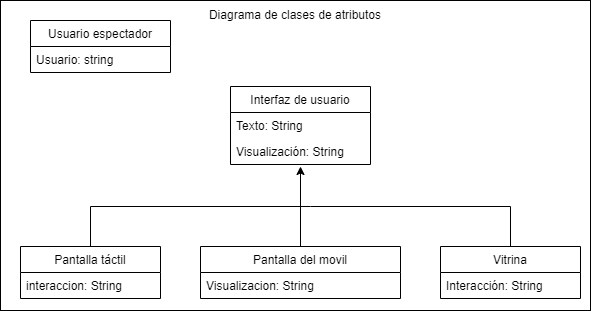 Diagrama de clases de atributos
Usuario espectador
Usuario: string
Interfaz de usuario
Texto: String
Visualización: String
Pantalla táctil
interaccion: String
Pantalla del movil
Visualizacion: String
Vitrina
Interacción: String